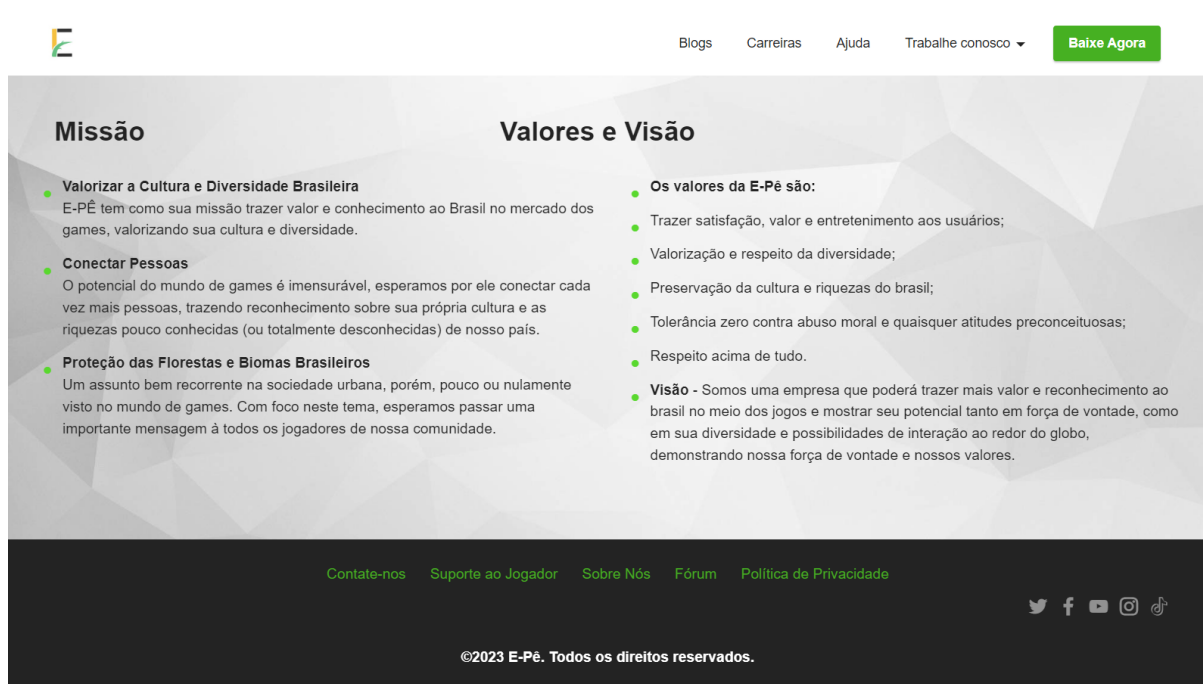 E
Blogs Carreiras Ajuda Trabalhe conosco Baixe Agora
Missão
Valorizar a Cultura e Diversidade Brasileira
E-PÊ tem como sua missão trazer valor e conhecimento ao Brasil no mercado dos
games, valorizando sua cultura e diversidade.
Conectar Pessoas
O potencial do mundo de games é imensurável, esperamos por ele conectar cada
vez mais pessoas, trazendo reconhecimento sobre sua própria cultura e as
riquezas pouco conhecidas (ou totalmente desconhecidas) de nosso país.
Proteção das Florestas e Biomas Brasileiros
Um assunto bem recorrente na sociedade urbana, porém, pouco ou nulamente
visto no mundo de games. Com foco neste tema, esperamos passar uma
importante mensagem à todos os jogadores de nossa comunidade.
Valores e Visão
Os valores da E-Pê são:
Trazer satisfação, valor e entretenimento aos usuários;
Valorização e respeito da diversidade;
Preservação da cultura e riquezas do brasil;
Tolerância zero contra abuso moral e quaisquer atitudes preconceituosas;
Respeito acima de tudo.
Visão - Somos uma empresa que poderá trazer mais valor e reconhecimento ao
brasil no meio dos jogos e mostrar seu potencial tanto em força de vontade, como
em sua diversidade e possibilidades de interação ao redor do globo,
demonstrando nossa força de vontade e nossos valores.
Contate-nos Suporte ao Jogador Sobre Nós Fórum Política de Privacidade
©2023 E-Pê. Todos os direitos reservados.